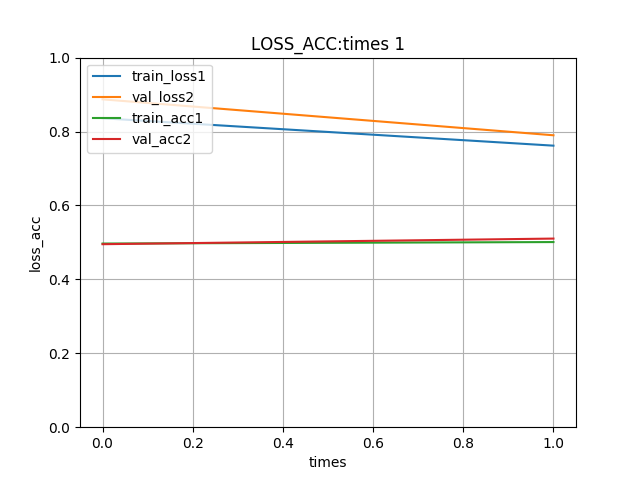 LOSS_ACC:times 1
train_loss1
val_loss2
train_acc1
val_acc2
1.0
0.8
0.6
0.4
0.2
0.0
loss_acc
0.0 0.2 0.4 0.6 0.8 1.0
times